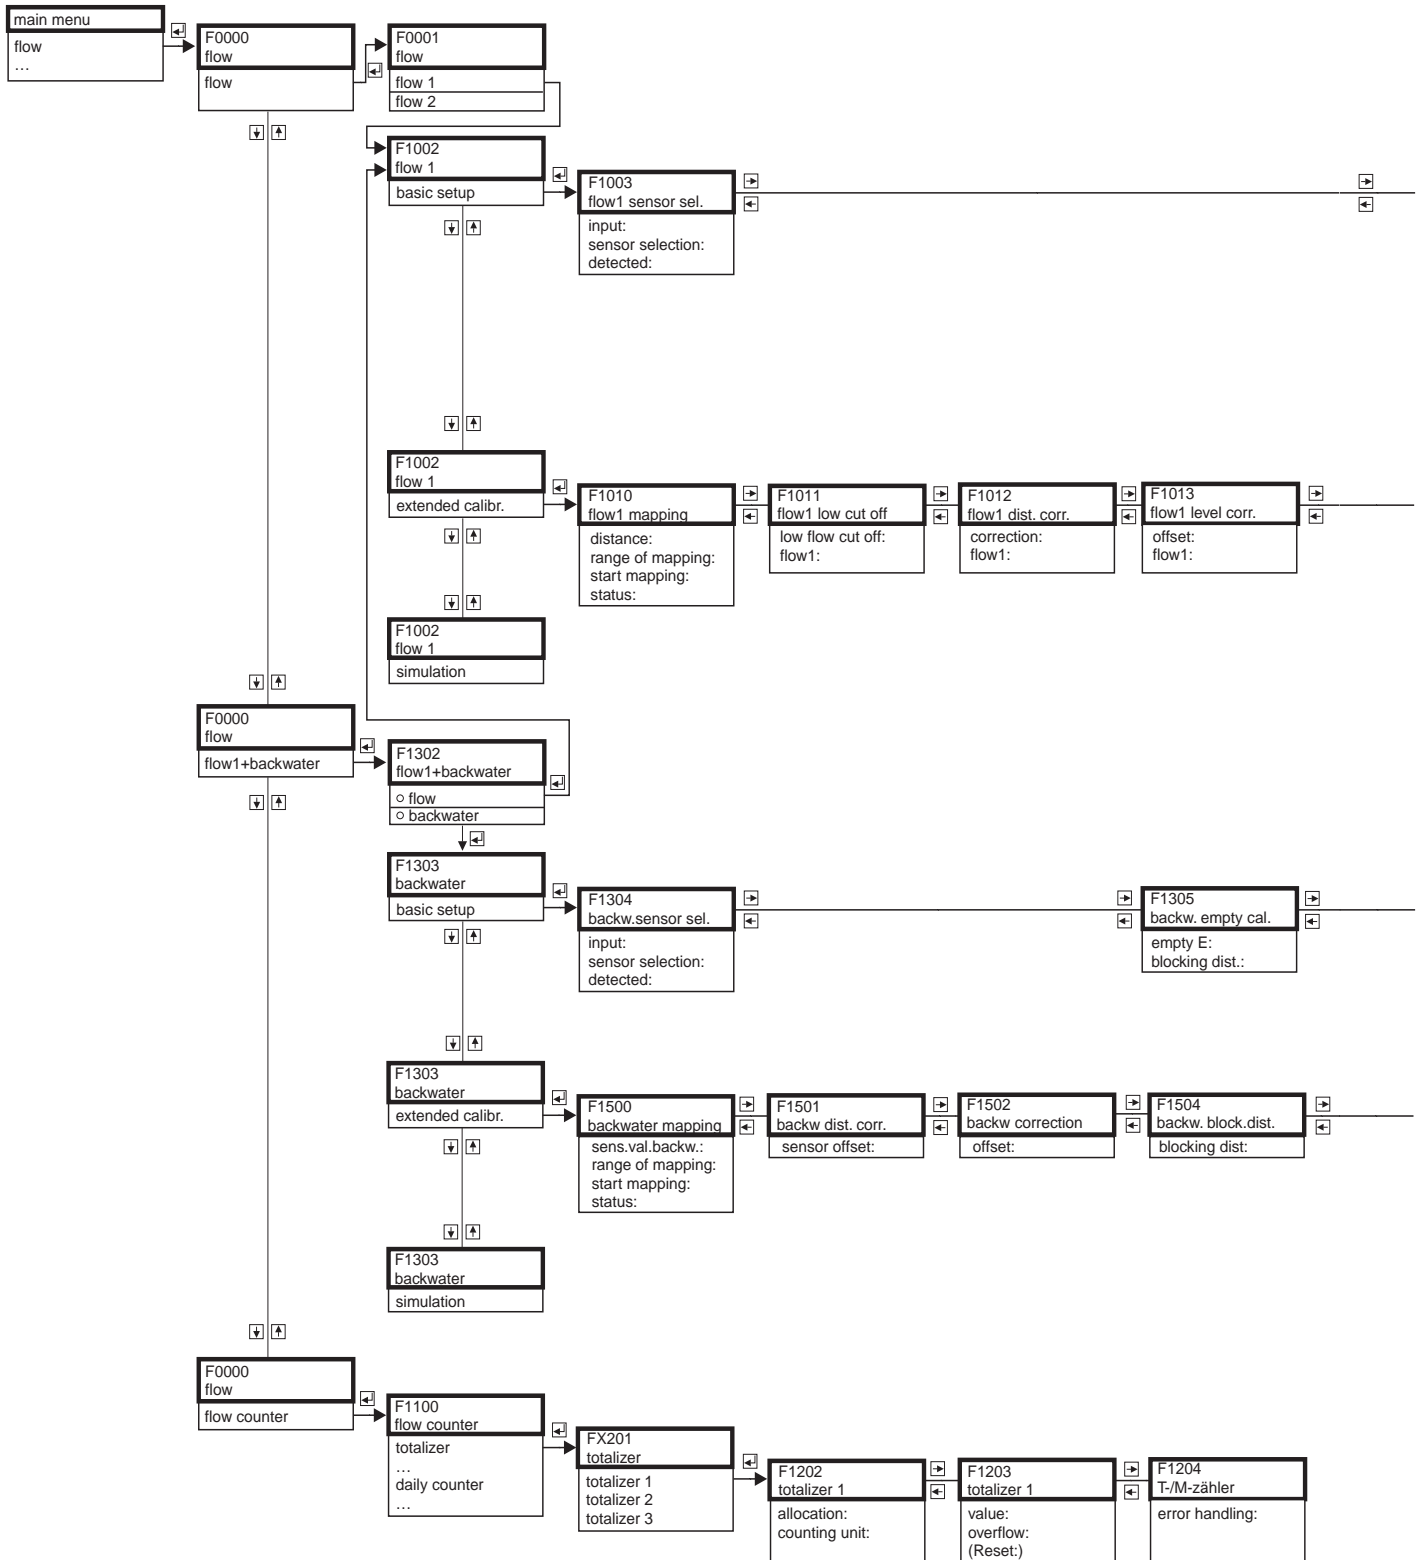 main menu
flow
…
F0000
flow
flow
F0001
flow
flow 1
flow 2
F1002
flow 1
basic setup
F1003
flow1 sensor sel.
input:
sensor selection:
detected:
F1002
flow 1
extended calibr.
F1010
flow1 mapping
distance:
range of mapping:
start mapping:
status:
F1011
flow1 low cut off
low flow cut off:
flow1:
F1012
flow1 dist. corr.
correction:
flow1:
F1013
flow1 level corr.
offset:
flow1:
F1002
flow 1
simulation
F0000
flow
flow1+backwater
F1302
flow1+backwater
flow
backwater
F1303
backwater
basic setup
F1304
backw.sensor sel.
input:
sensor selection:
detected:
F1305
backw. empty cal.
empty E:
blocking dist.:
F1303
backwater
extended calibr.
F1500
backwater mapping
sens.val.backw.:
range of mapping:
start mapping:
status:
F1501
backw dist. corr.
sensor offset:
F1502
backw correction
offset:
F1504
backw. block.dist.
blocking dist:
F1303
backwater
simulation
F0000
flow
flow counter
F1100
flow counter
totalizer
…
daily counter
…
FX201
totalizer
totalizer 1
totalizer 2
totalizer 3
F1202
totalizer 1
allocation:
counting unit:
F1203
totalizer 1
value:
overflow:
(Reset:)
F1204
T-/M-zähler
error handling: